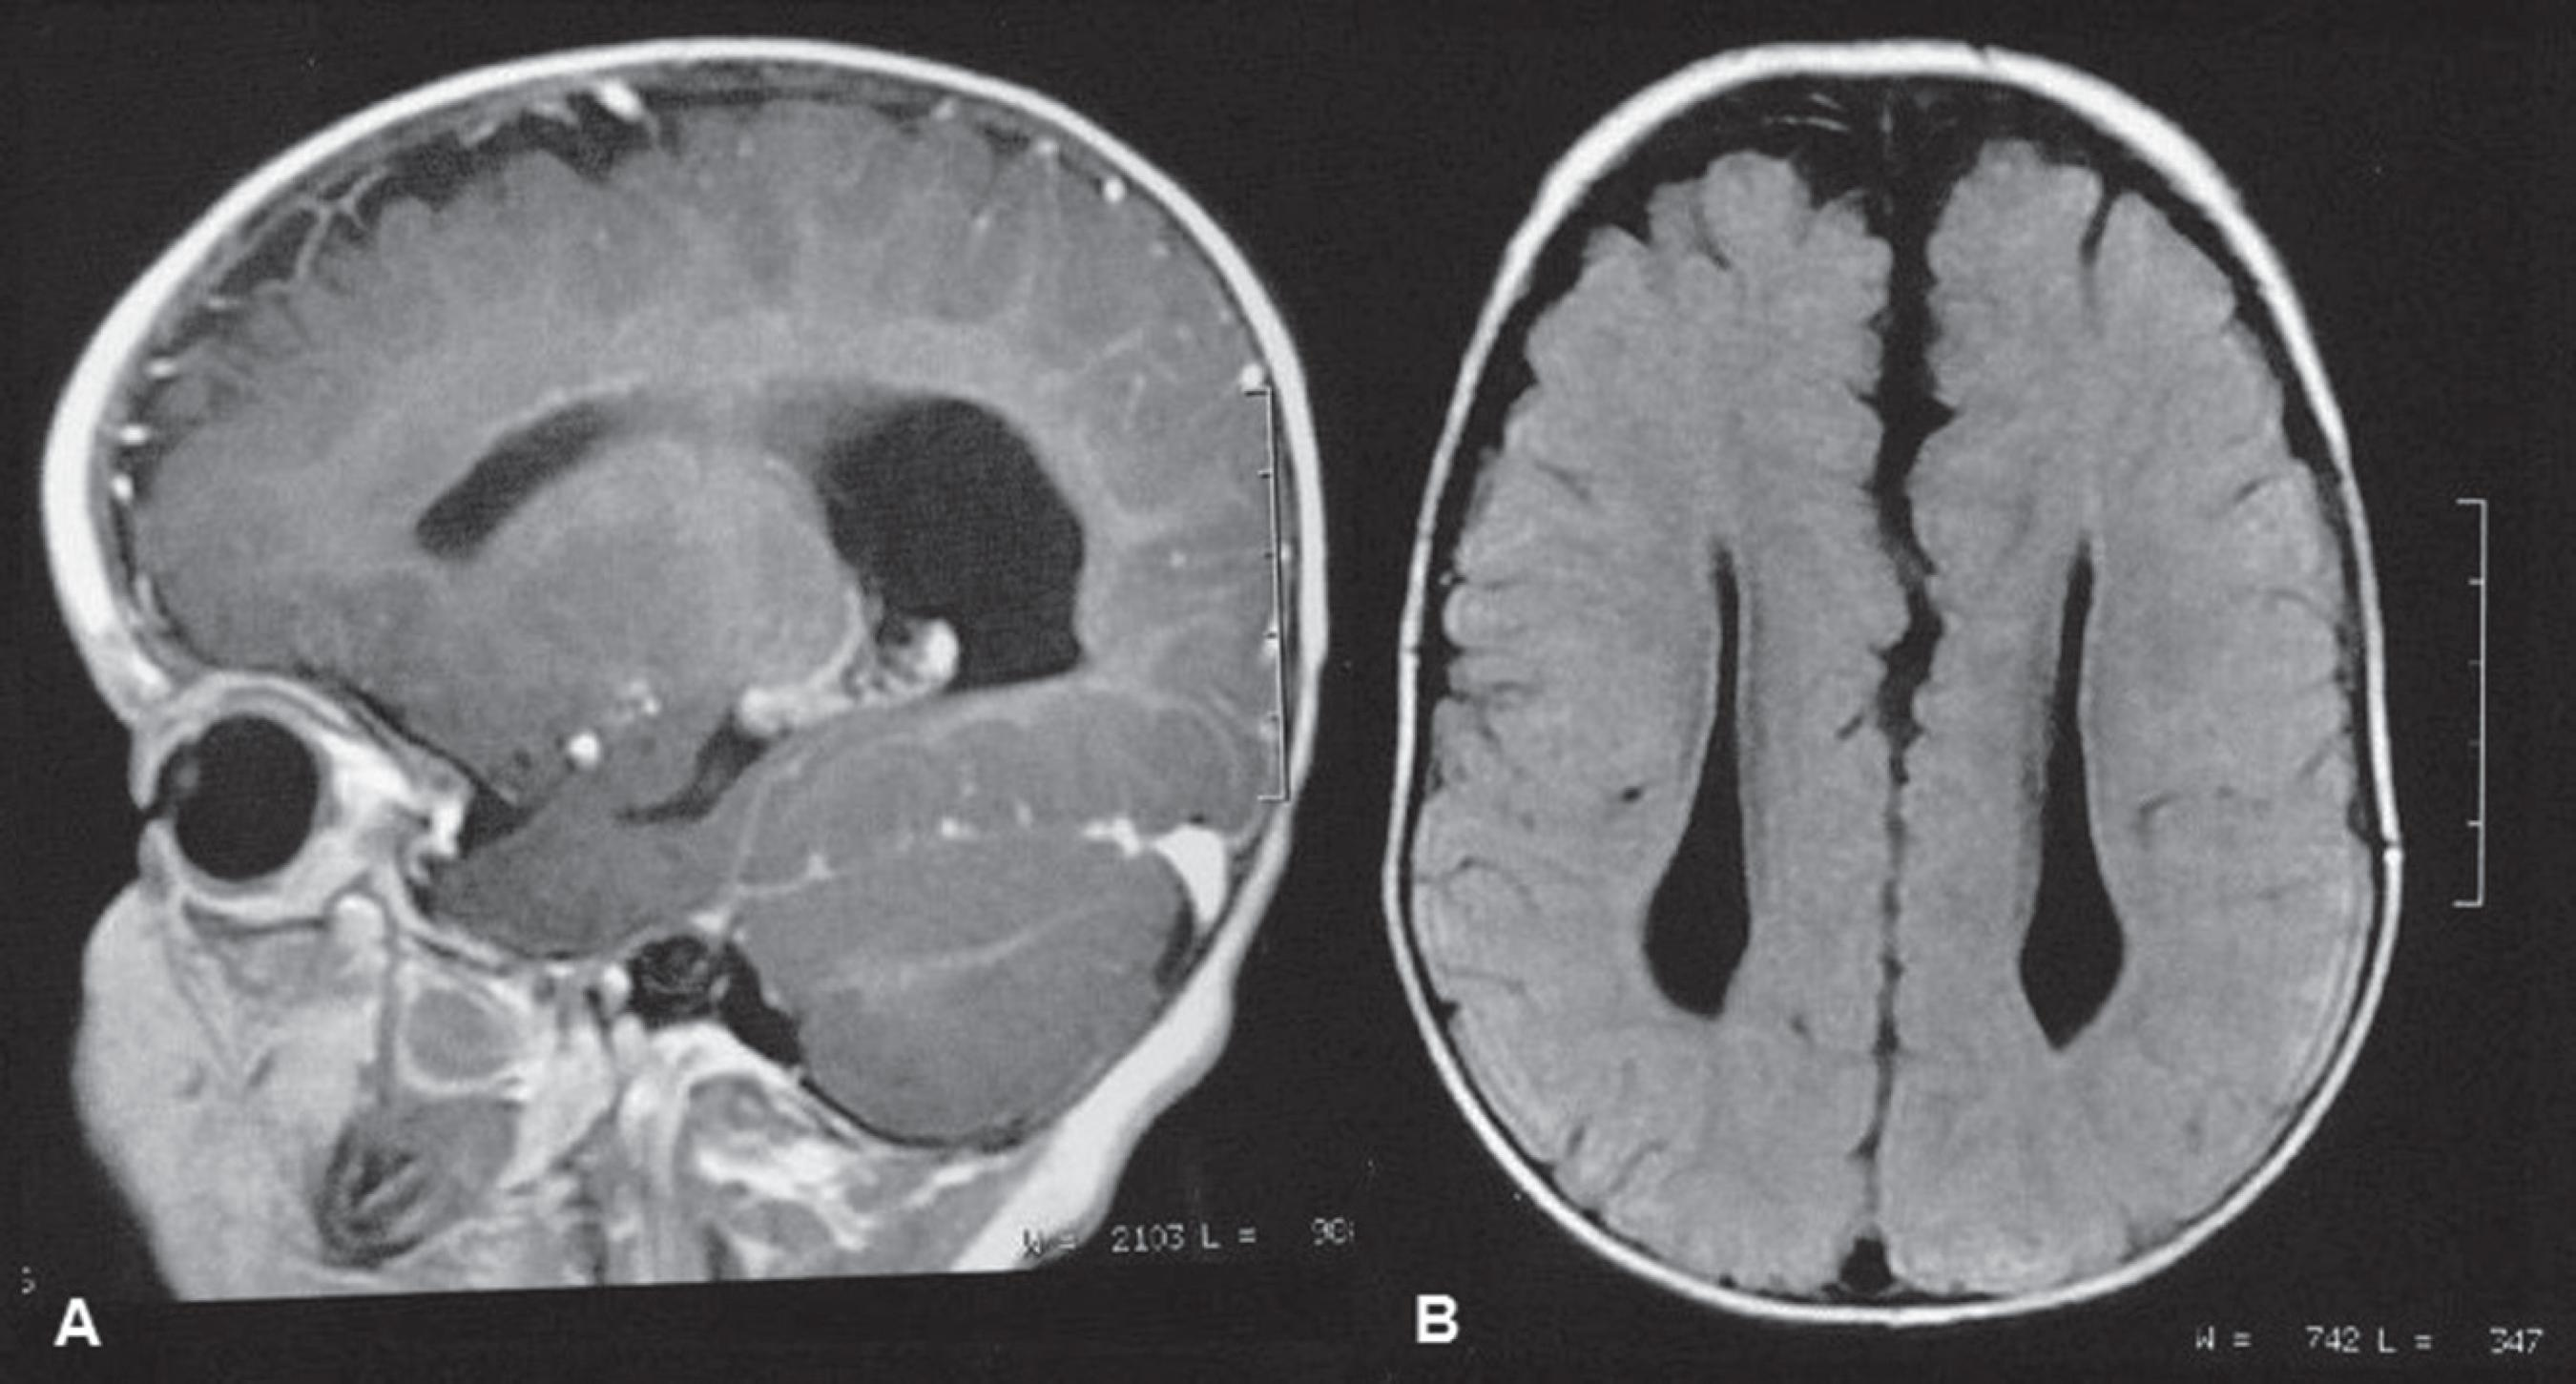 W = 2103 L =
A
B
W = 742 L = 347